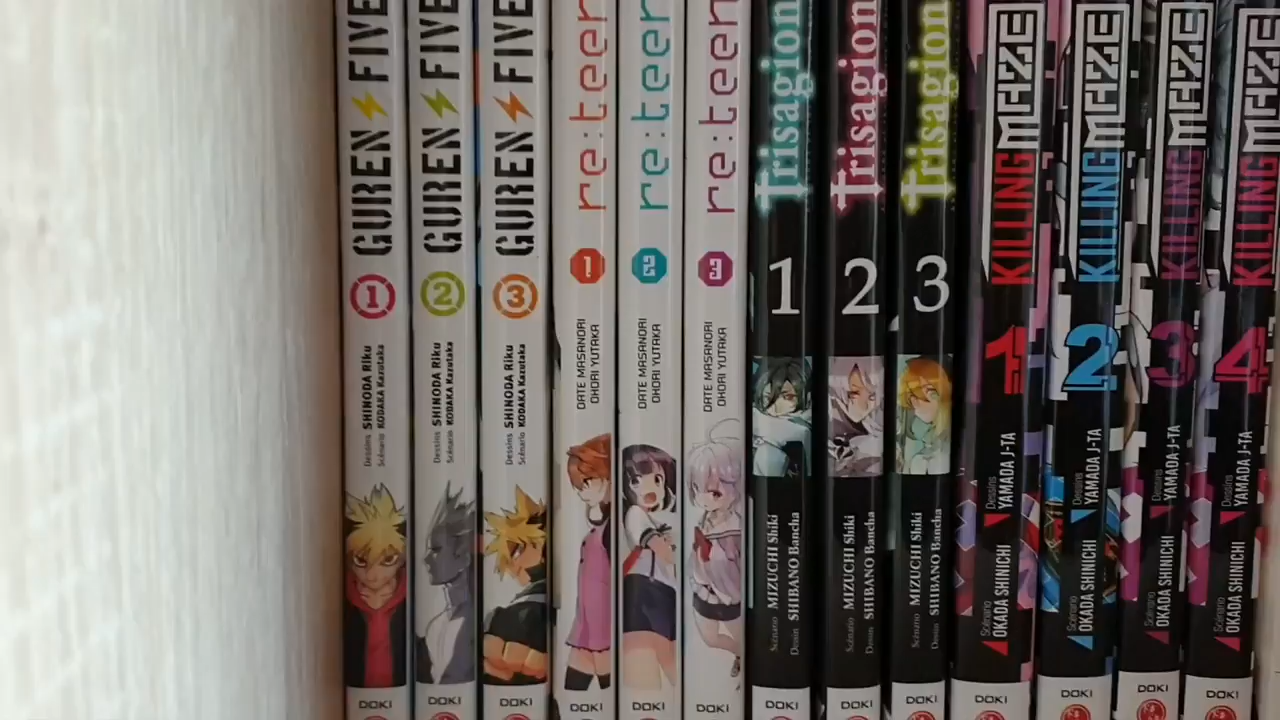 GUREN FIVE
1
Dessins SHINODA Riku
Scénario KODAKA Kazutaka
DOKI
GUREN FIVE
2
Dessins SHINODA Riku
Scénario KODAKA Kazutaka
DOKI
GUREN FIVE
3
Dessins SHINODA Riku
Scénario KODAKA Kazutaka
DOKI
re:teen
1
DATE MASANORI
OHORI YUTAKA
DOKI
re:teen
2
DATE MASANORI
OHORI YUTAKA
DOKI
re:teen
3
DATE MASANORI
OHORI YUTAKA
DOKI
Trisagion
1
Scénario MIZUCHI Shiki
Dessin SHIBANO Bancha
DOKI
Trisagion
2
Scénario MIZUCHI Shiki
Dessin SHIBANO Bancha
DOKI
Trisagion
3
Scénario MIZUCHI Shiki
Dessin SHIBANO Bancha
DOKI
KILLING MAZE
1
Scénario OKADA SHINICHI
Dessins YAMADA J-TA
DOKI
KILLING MAZE
2
Scénario OKADA SHINICHI
Dessins YAMADA J-TA
DOKI
KILLING MAZE
3
Scénario OKADA SHINICHI
Dessins YAMADA J-TA
DOKI
KILLING MAZE
4
Scénario OKADA SHINICHI
Dessins YAMADA J-TA
DOKI